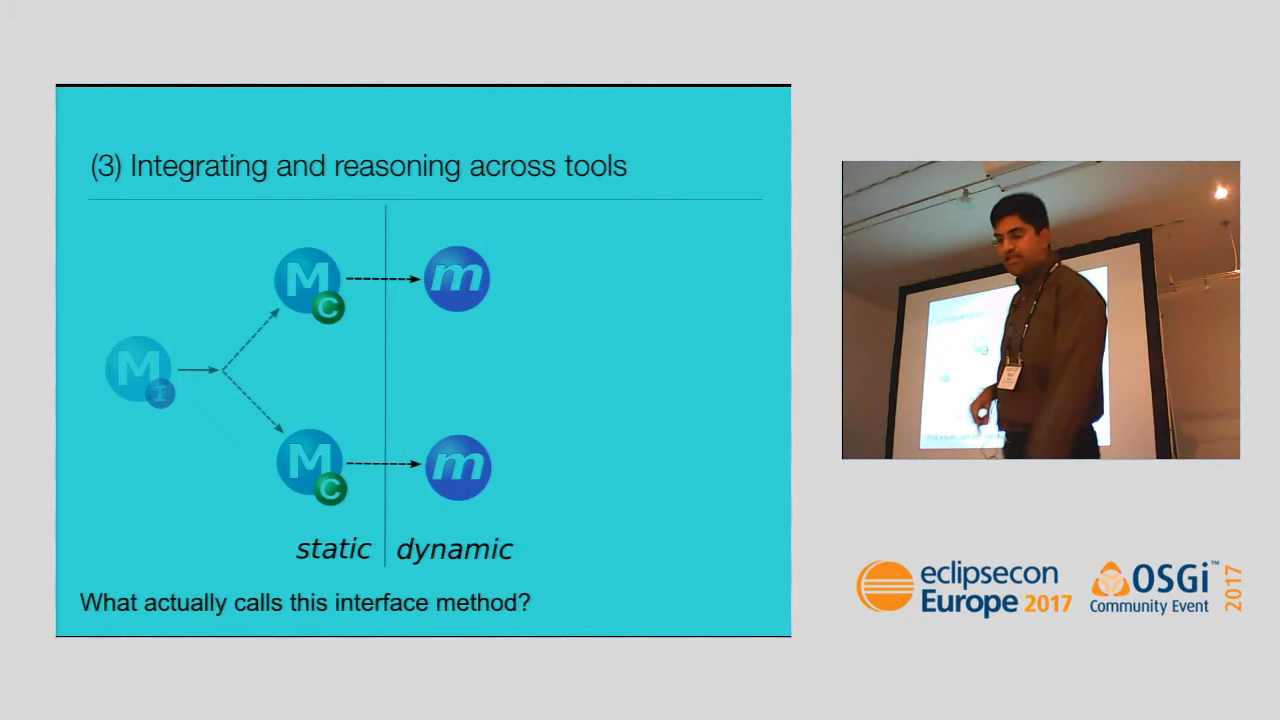 (3) Integrating and reasoning across tools
M
C
m
M
I
M
C
m
static
dynamic
What actually calls this interface method?
eclipsecon
Europe 2017
OSGi™
Community Event
2017